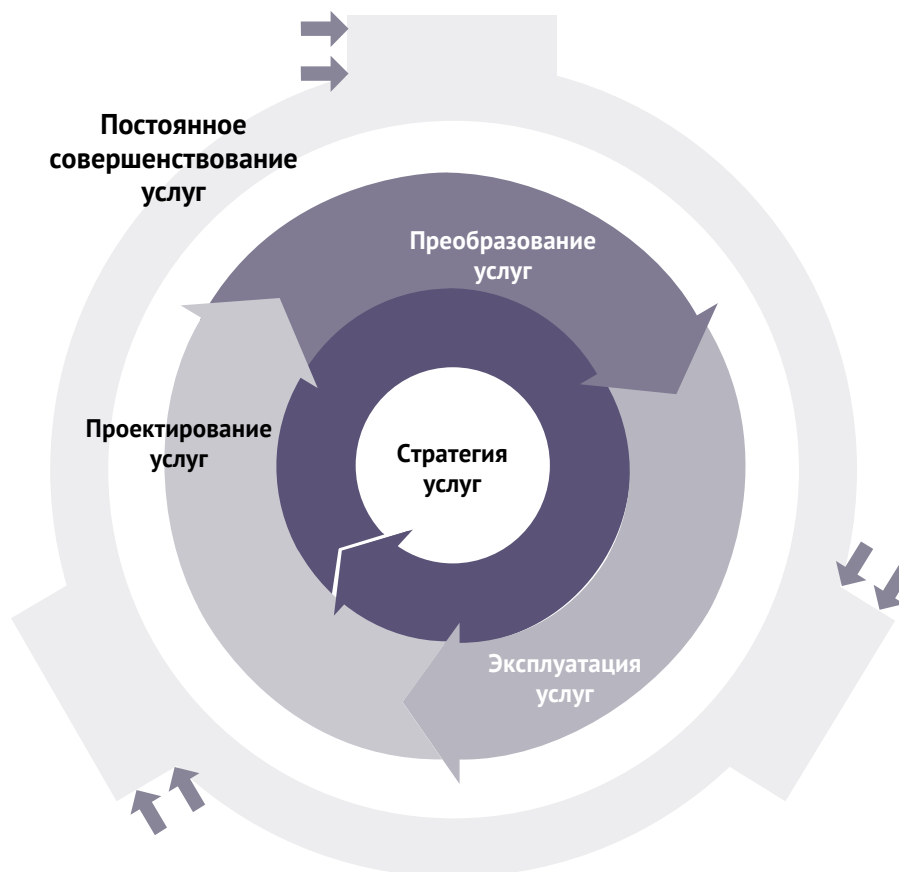 Постоянное
совершенствование
услуг
Преобразование
услуг
Проектирование
услуг
Стратегия
услуг
Эксплуатация
услуг